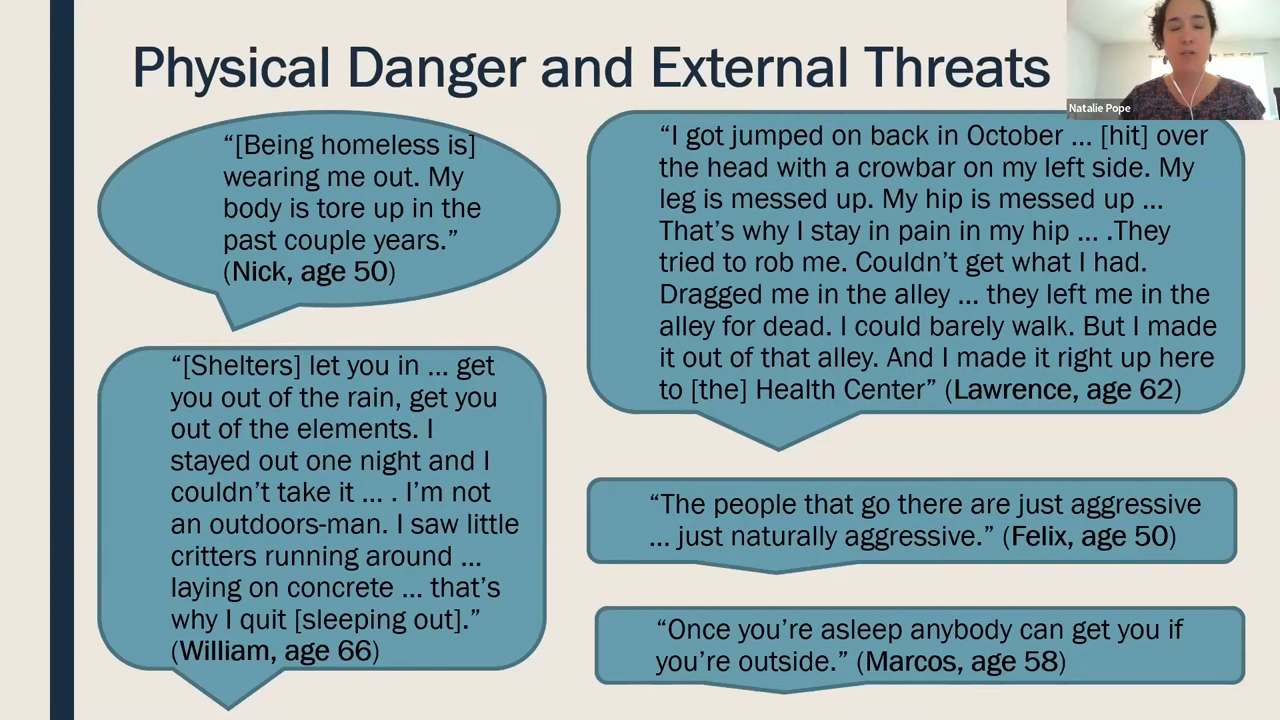 Physical Danger and External Threats
Natalie Pope
“[Being homeless is]
wearing me out. My
body is tore up in the
past couple years.”
(Nick, age 50)
“I got jumped on back in October ... [hit] over
the head with a crowbar on my left side. My
leg is messed up. My hip is messed up ...
That’s why I stay in pain in my hip ... .They
tried to rob me. Couldn’t get what I had.
Dragged me in the alley ... they left me in the
alley for dead. I could barely walk. But I made
it out of that alley. And I made it right up here
to [the] Health Center” (Lawrence, age 62)
“[Shelters] let you in ... get
you out of the rain, get you
out of the elements. I
stayed out one night and I
couldn’t take it ... . I’m not
an outdoors-man. I saw little
critters running around ...
laying on concrete ... that’s
why I quit [sleeping out].”
(William, age 66)
“The people that go there are just aggressive
... just naturally aggressive.” (Felix, age 50)
“Once you’re asleep anybody can get you if
you’re outside.” (Marcos, age 58)